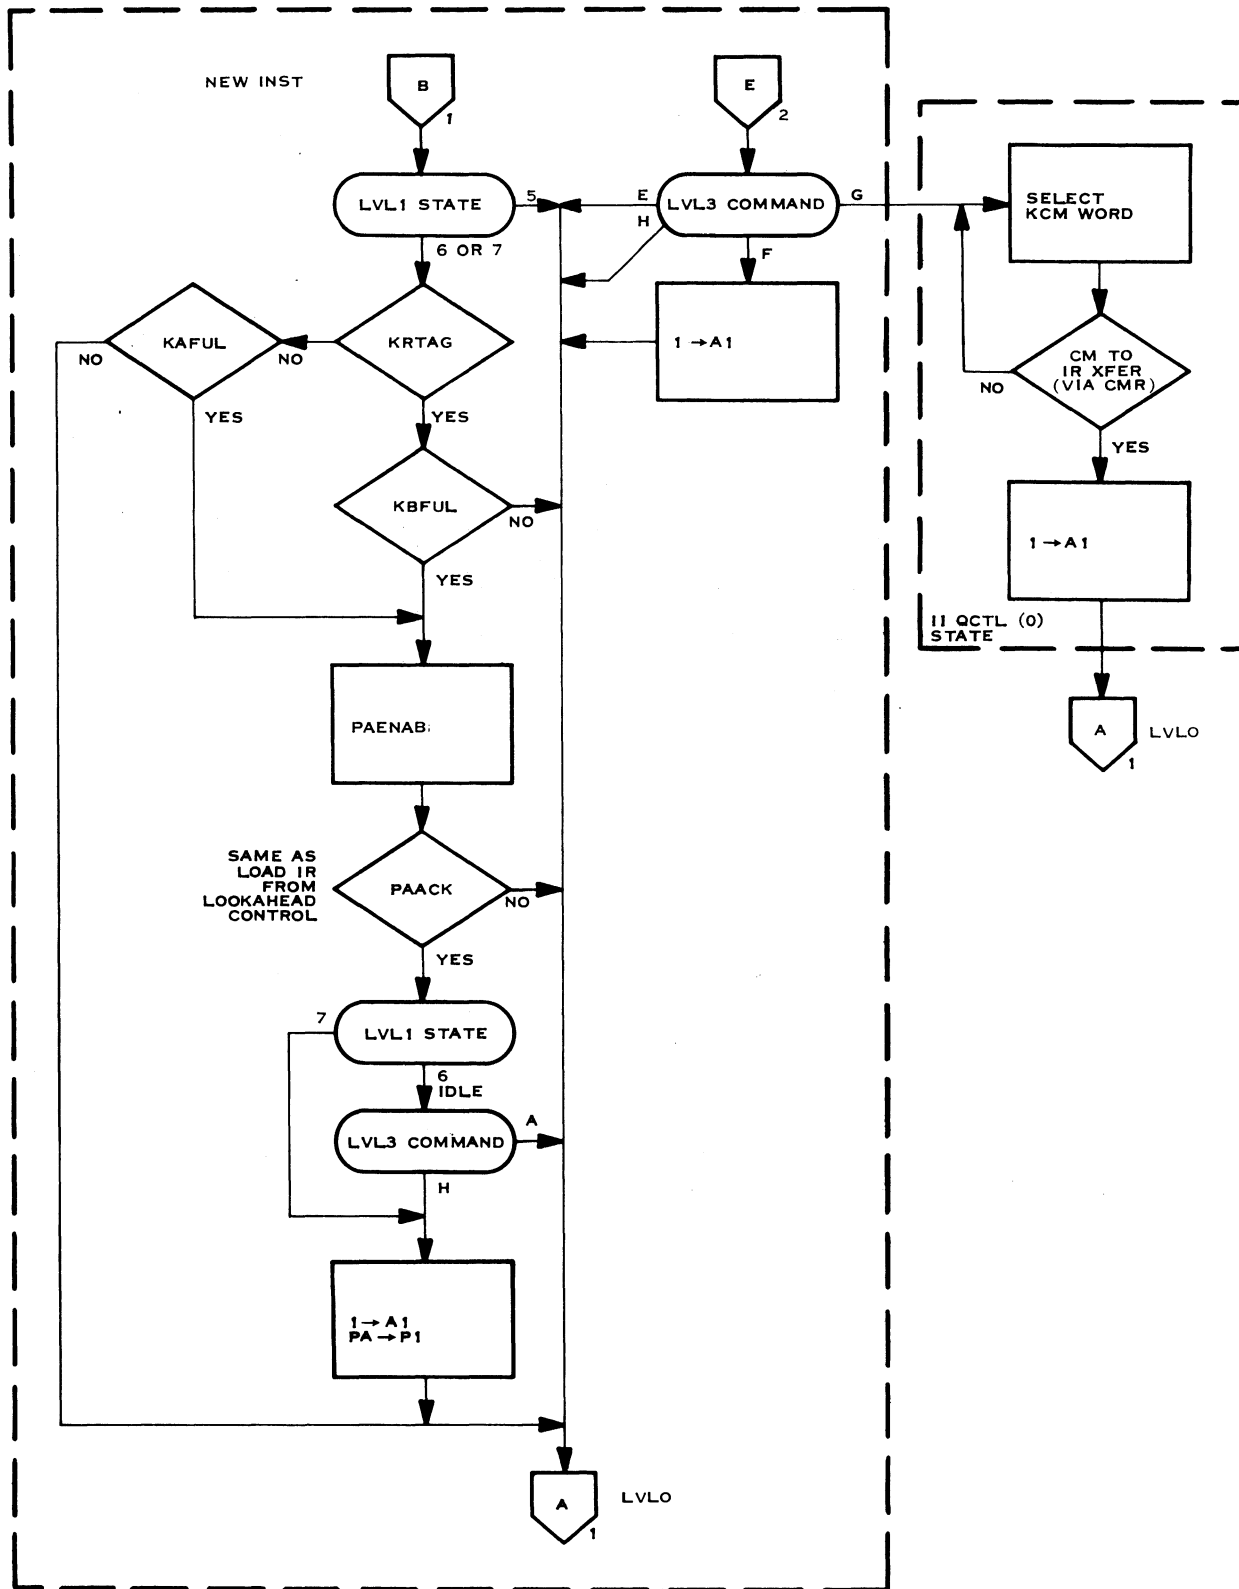 NEW INST
B
1
E
2
LVL1 STATE
5
E
H
LVL3 COMMAND
G
SELECT
KCM WORD
6 OR 7
F
KAFUL
NO
NO
KRTAG
1→A1
CM TO
IR XFER
(VIA CMR)
NO
YES
YES
YES
KBFUL
NO
1→A1
YES
II QCTL (0)
STATE
PAENAB
A
LVLO
1
SAME AS
LOAD IR
FROM
LOOKAHEAD
CONTROL
PAACK
NO
YES
7
LVL1 STATE
6
IDLE
LVL3 COMMAND
A
H
1→A1
PA→P1
A
LVLO
1